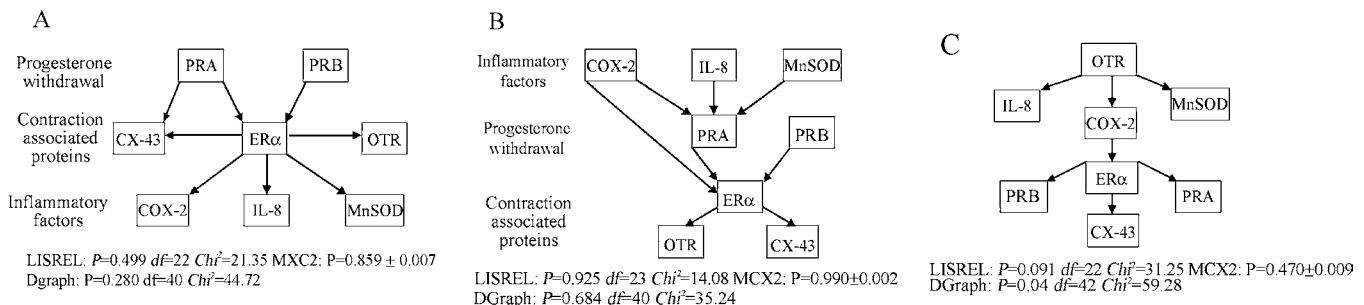 A
Progesterone
withdrawal
PRA
PRB
Contraction
associated
proteins
CX-43
ERα
OTR
Inflammatory
factors
COX-2
IL-8
MnSOD
LISREL: P=0.499 df=22 Chi²=21.35 MXC2: P=0.859 ± 0.007
Dgraph: P=0.280 df=40 Chi²=44.72
B
Inflammatory
factors
COX-2
IL-8
MnSOD
Progesterone
withdrawal
PRA
PRB
Contraction
associated
proteins
ERα
OTR
CX-43
LISREL: P=0.925 df=23 Chi²=14.08 MCX2: P=0.990±0.002
DGraph: P=0.684 df=40 Chi²=35.24
C
OTR
IL-8
MnSOD
COX-2
PRB
ERα
PRA
CX-43
LISREL: P=0.091 df=22 Chi²=31.25 MCX2: P=0.470±0.009
DGraph: P=0.04 df=42 Chi²=59.28